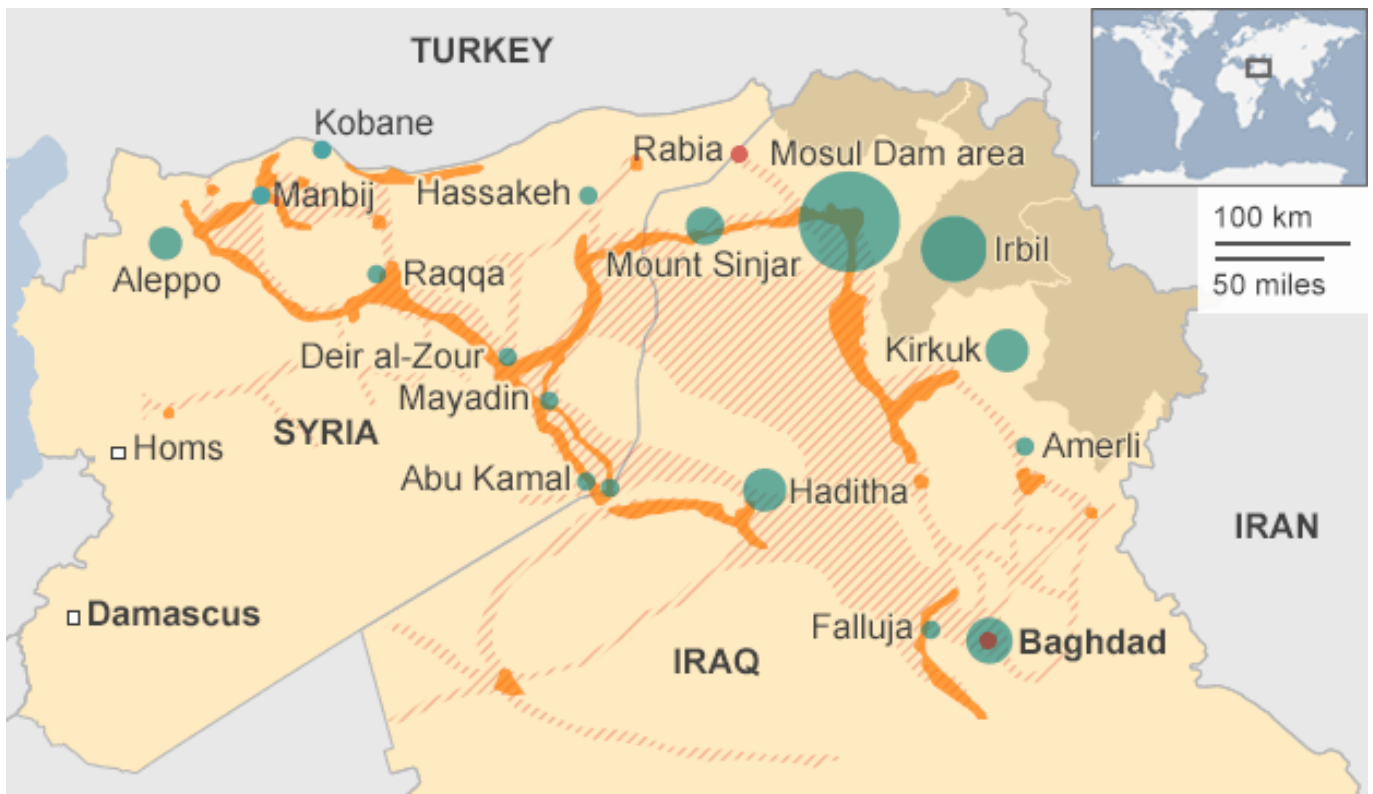 TURKEY
Kobane
Rabia
Mosul Dam area
Manbij
Hassakeh
100 km
Irbil
50 miles
Mount Sinjar
Aleppo
Raqqa
Kirkuk
Deir al-Zour
Mayadin
SYRIA
Homs
Amerli
Abu Kamal
Haditha
IRAN
Damascus
Falluja
Baghdad
IRAQ